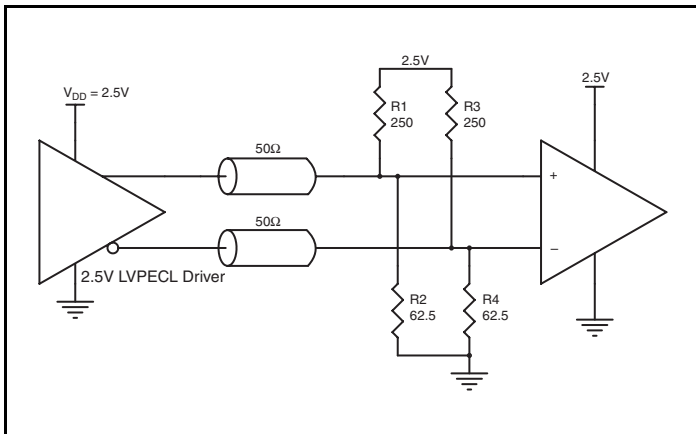 2.5V
V_DD = 2.5V
2.5V
R1
250
R3
250
50Ω
+
50Ω
–
2.5V LVPECL Driver
R2
62.5
R4
62.5